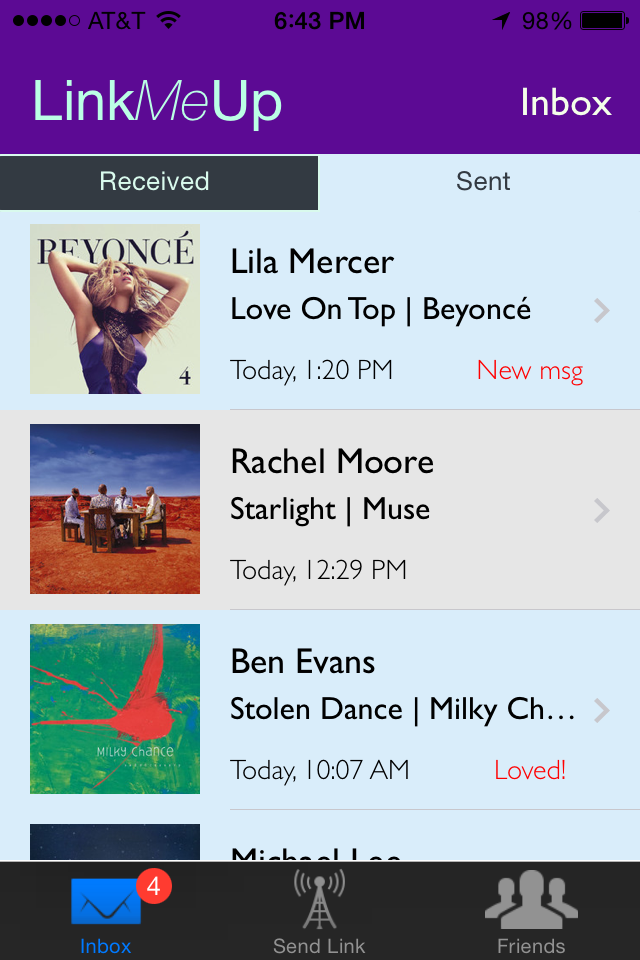 AT&T 6:43 PM 98%
LinkMeUp Inbox
Received Sent
BEYONCÉ
4
Lila Mercer
Love On Top | Beyoncé
Today, 1:20 PM New msg
Rachel Moore
Starlight | Muse
Today, 12:29 PM
MILKY CHANCE
Ben Evans
Stolen Dance | Milky Ch...
Today, 10:07 AM Loved!
Michael Lee
4
Inbox Send Link Friends